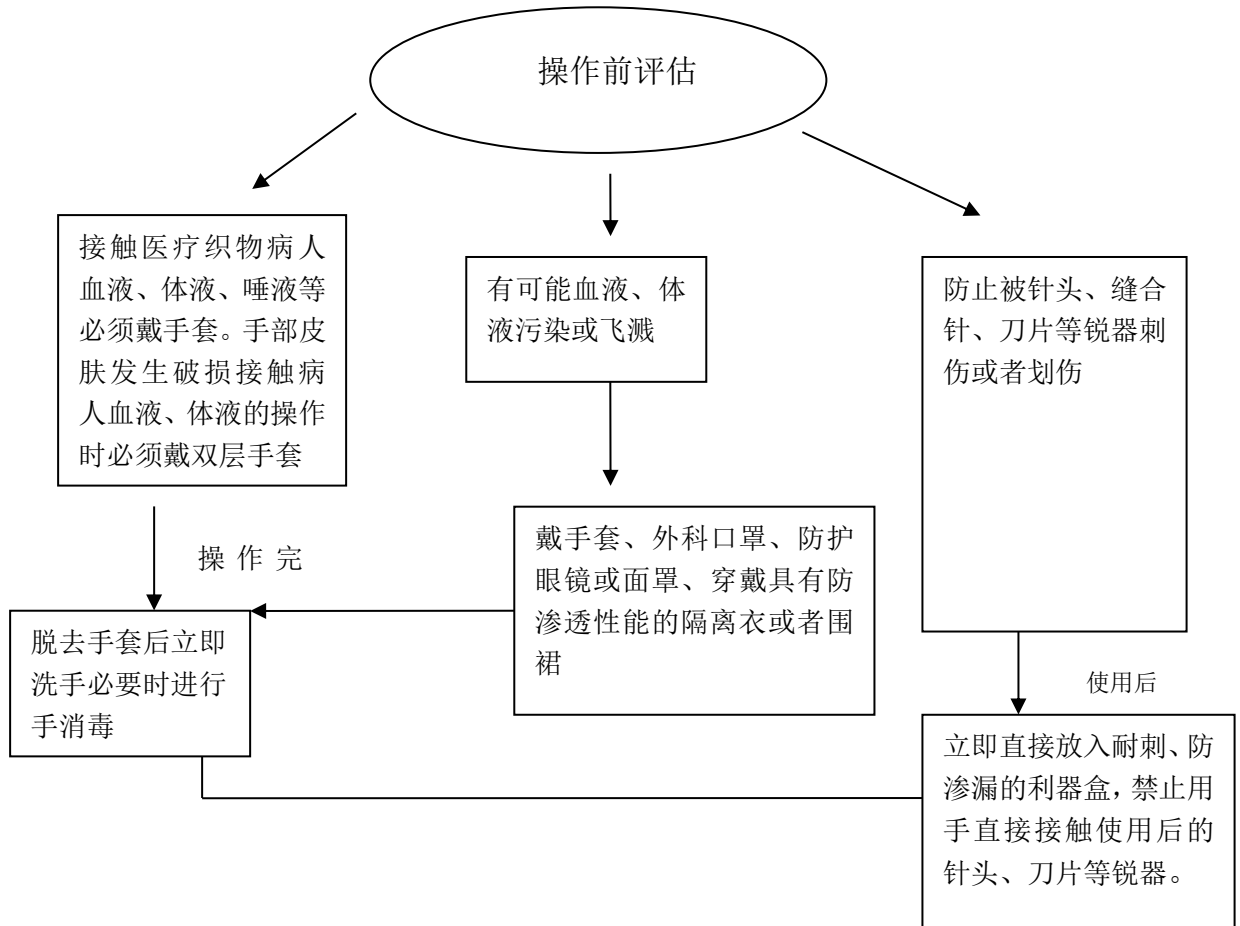 操作前评估
接触医疗织物病人
血液、体液、唾液等
必须戴手套。手部皮
肤发生破损接触病
人血液、体液的操作
时必须戴双层手套
有可能血液、体
液污染或飞溅
防止被针头、缝合
针、刀片等锐器刺
伤或者划伤
操作完
戴手套、外科口罩、防护
眼镜或面罩、穿戴具有防
渗透性能的隔离衣或者围
裙
脱去手套后立即
洗手必要时进行
手消毒
使用后
立即直接放入耐刺、防
渗漏的利器盒，禁止用
手直接接触使用后的
针头、刀片等锐器。